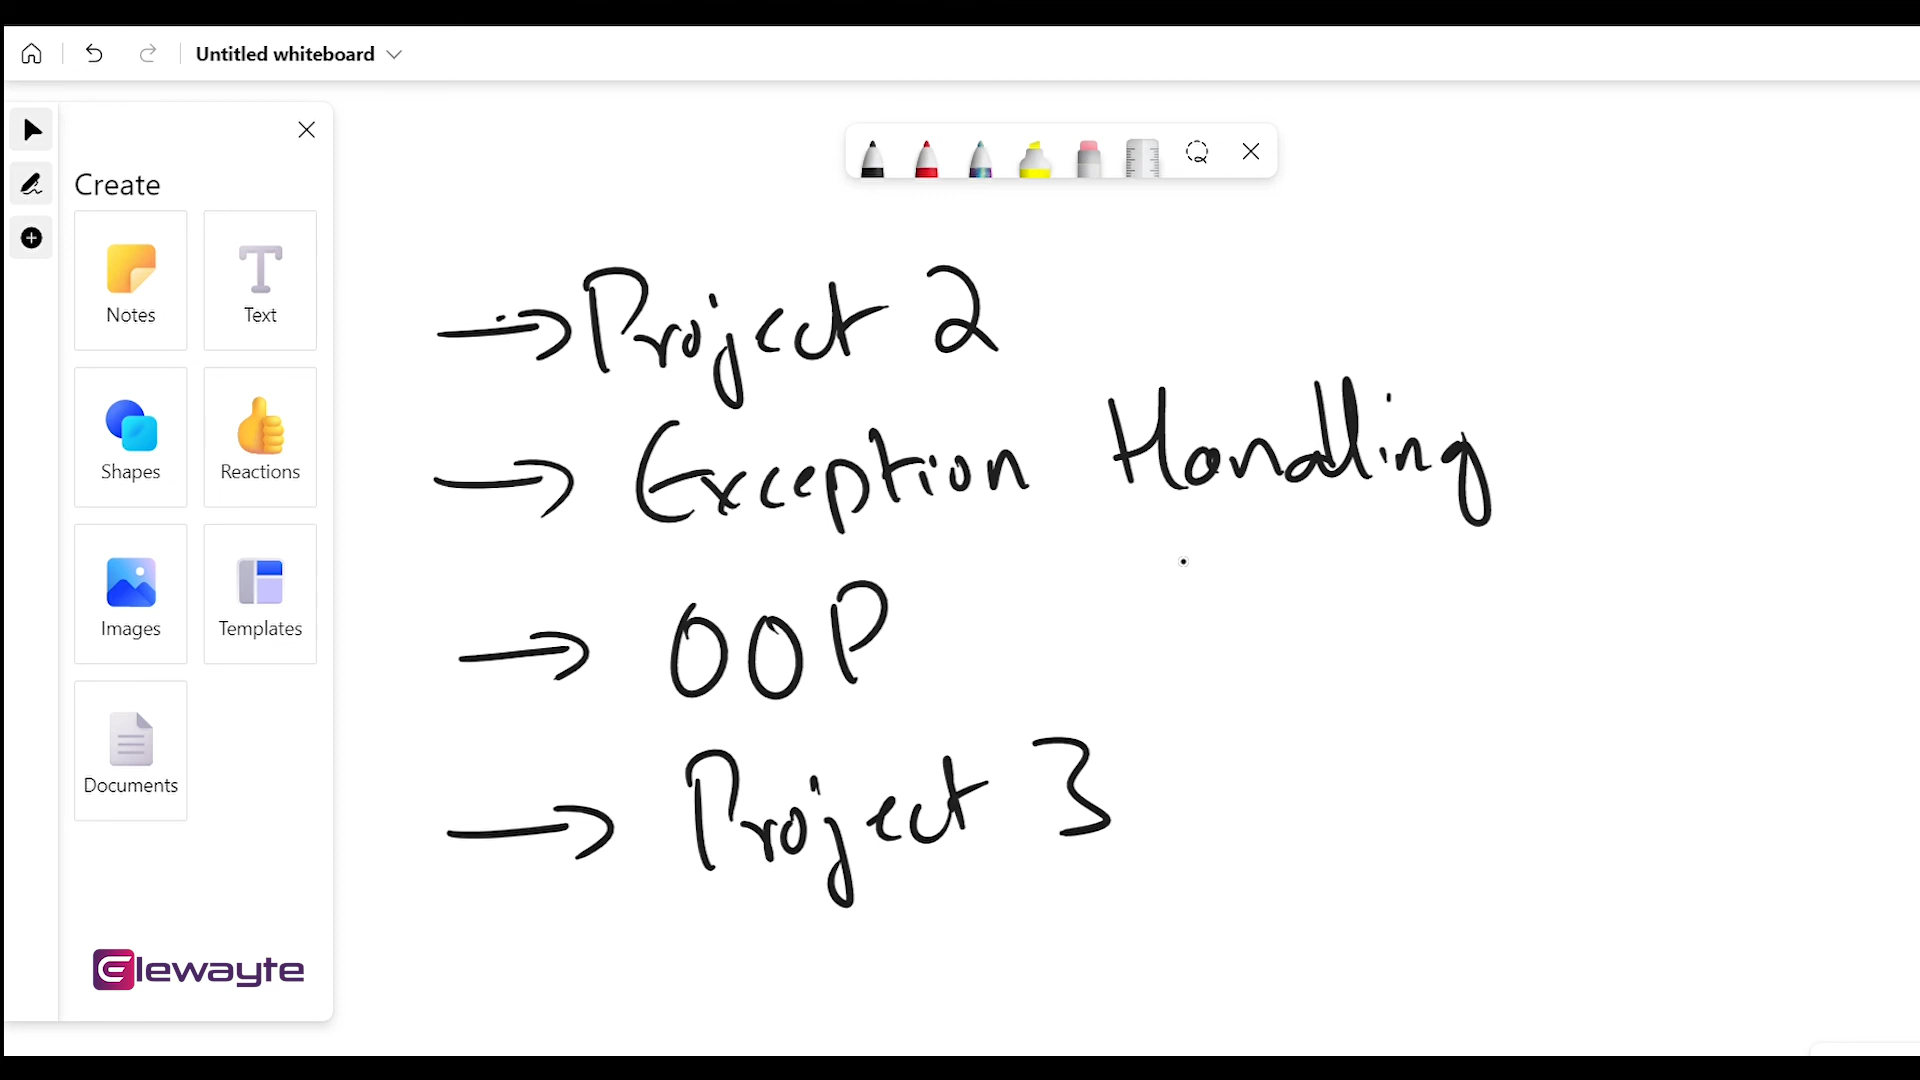 Untitled whiteboard
Create
Notes
Text
Shapes
Reactions
Images
Templates
Documents
Glewayte
→ Project 2
→ Exception Handling
→ OOP
→ Project 3